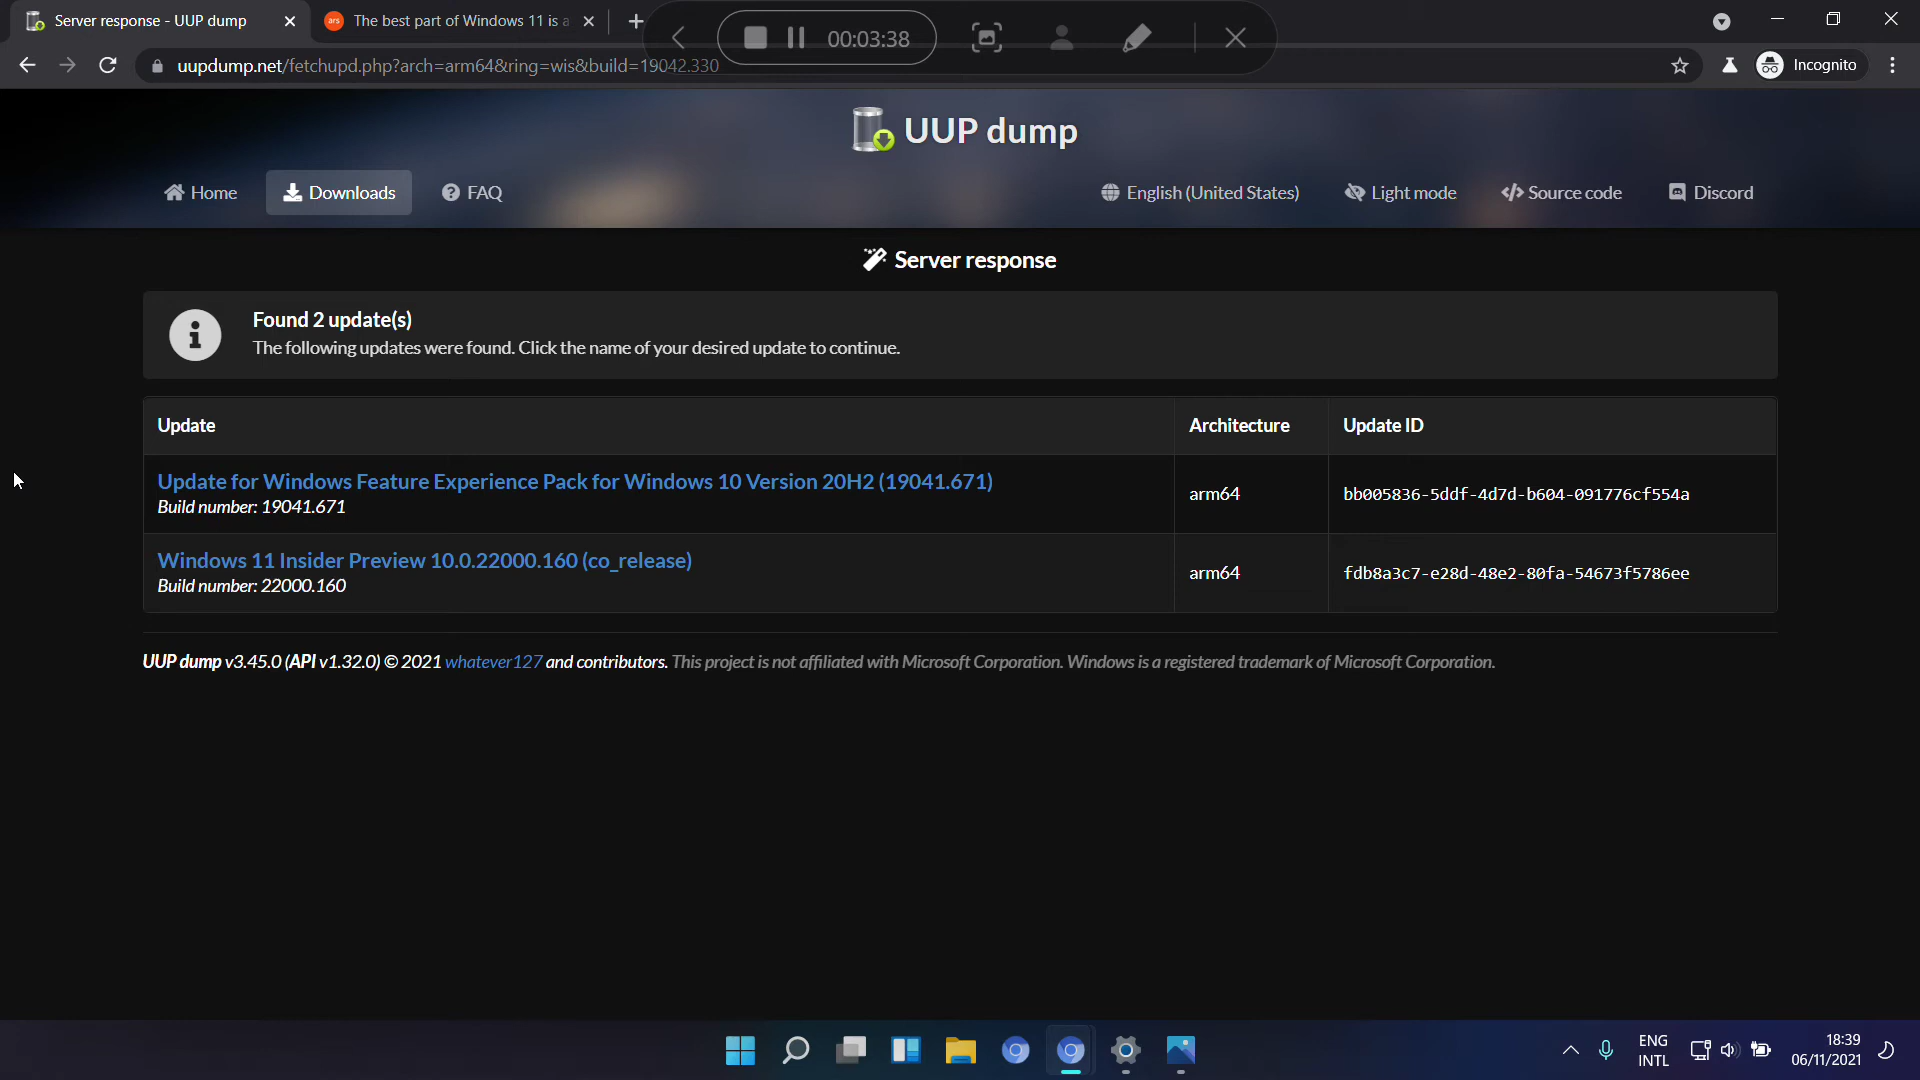 Server response - UUP dump
ars
The best part of Windows 11 is a
00:03:38
uupdump.net/fetchupd.php?arch=arm64&ring=wis&build=19042.330
Incognito
UUP dump
Home
Downloads
FAQ
English (United States)
Light mode
Source code
Discord
Server response
Found 2 update(s)
The following updates were found. Click the name of your desired update to continue.
Update
Architecture
Update ID
Update for Windows Feature Experience Pack for Windows 10 Version 20H2 (19041.671)
Build number: 19041.671
arm64
bb005836-5ddf-4d7d-b604-091776cf554a
Windows 11 Insider Preview 10.0.22000.160 (co_release)
Build number: 22000.160
arm64
fdb8a3c7-e28d-48e2-80fa-54673f5786ee
UUP dump v3.45.0 (API v1.32.0) © 2021 whatever127 and contributors. This project is not affiliated with Microsoft Corporation. Windows is a registered trademark of Microsoft Corporation.
ENG
INTL
18:39
06/11/2021